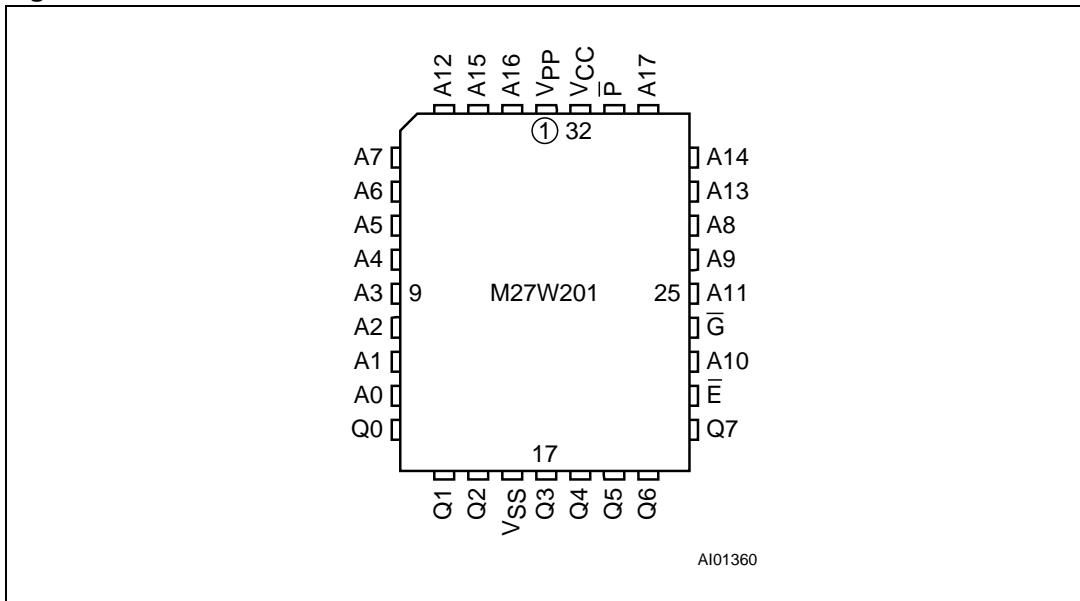 A12 A15 A16 VPP VCC P̅ A17
1 32
A7 A14
A6 A13
A5 A8
A4 A9
A3 9 M27W201 25 A11
A2 G̅
A1 A10
A0 E̅
Q0 Q7
17
Q1 Q2 VSS Q3 Q4 Q5 Q6
AI01360